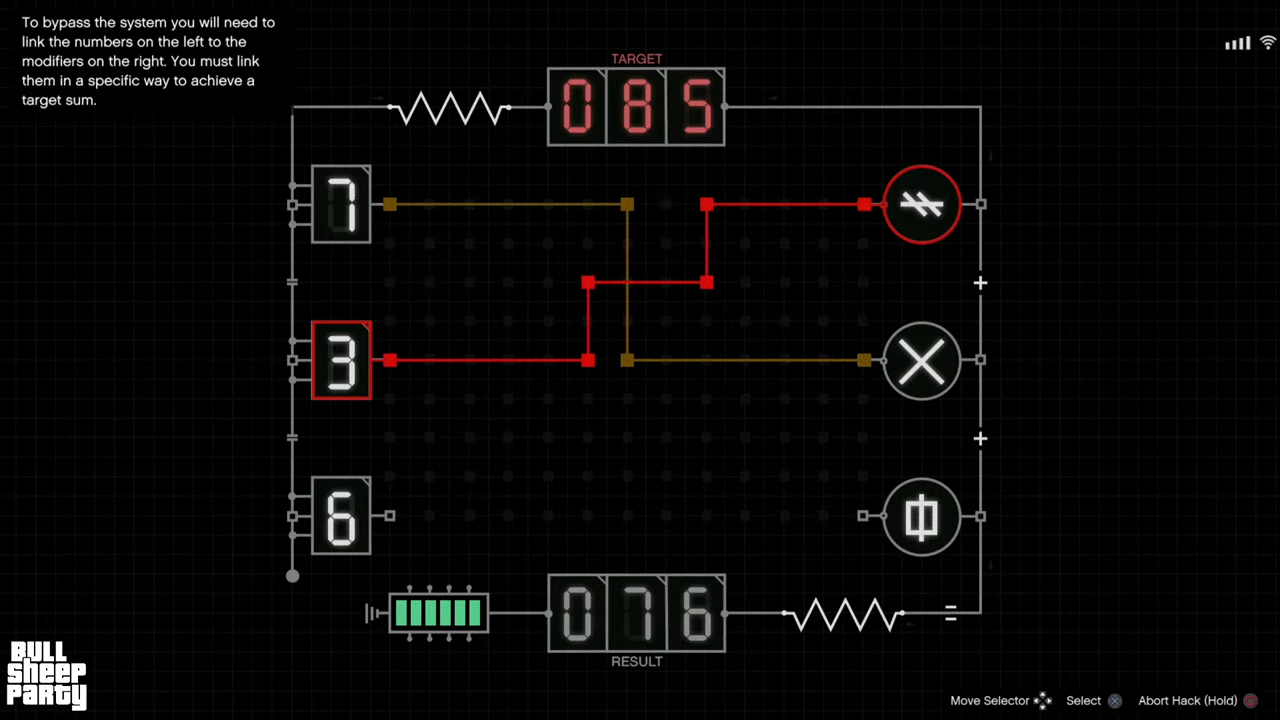 To bypass the system you will need to
link the numbers on the left to the
modifiers on the right. You must link
them in a specific way to achieve a
target sum.
TARGET
085
7
3
6
076
RESULT
BULL
SHEEP
PARTY
Move Selector
Select
Abort Hack (Hold)